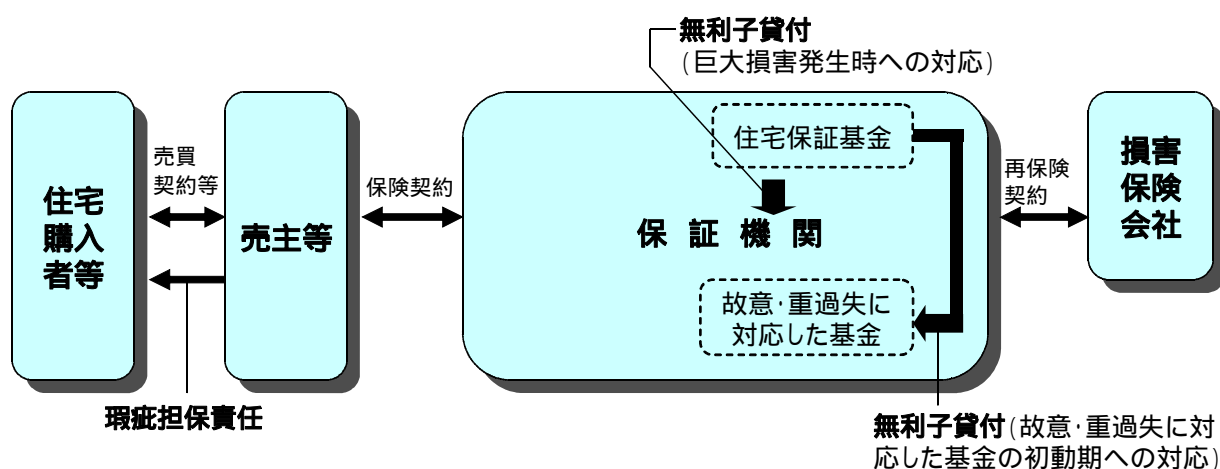 無利子貸付
(巨大損害発生時への対応)
住宅
購入
者等
売買
契約等
売主等
保険契約
住宅保証基金
保証機関
故意・重過失に
対応した基金
再保険
契約
損害
保険
会社
瑕疵担保責任
無利子貸付(故意・重過失に対
応した基金の初動期への対応)